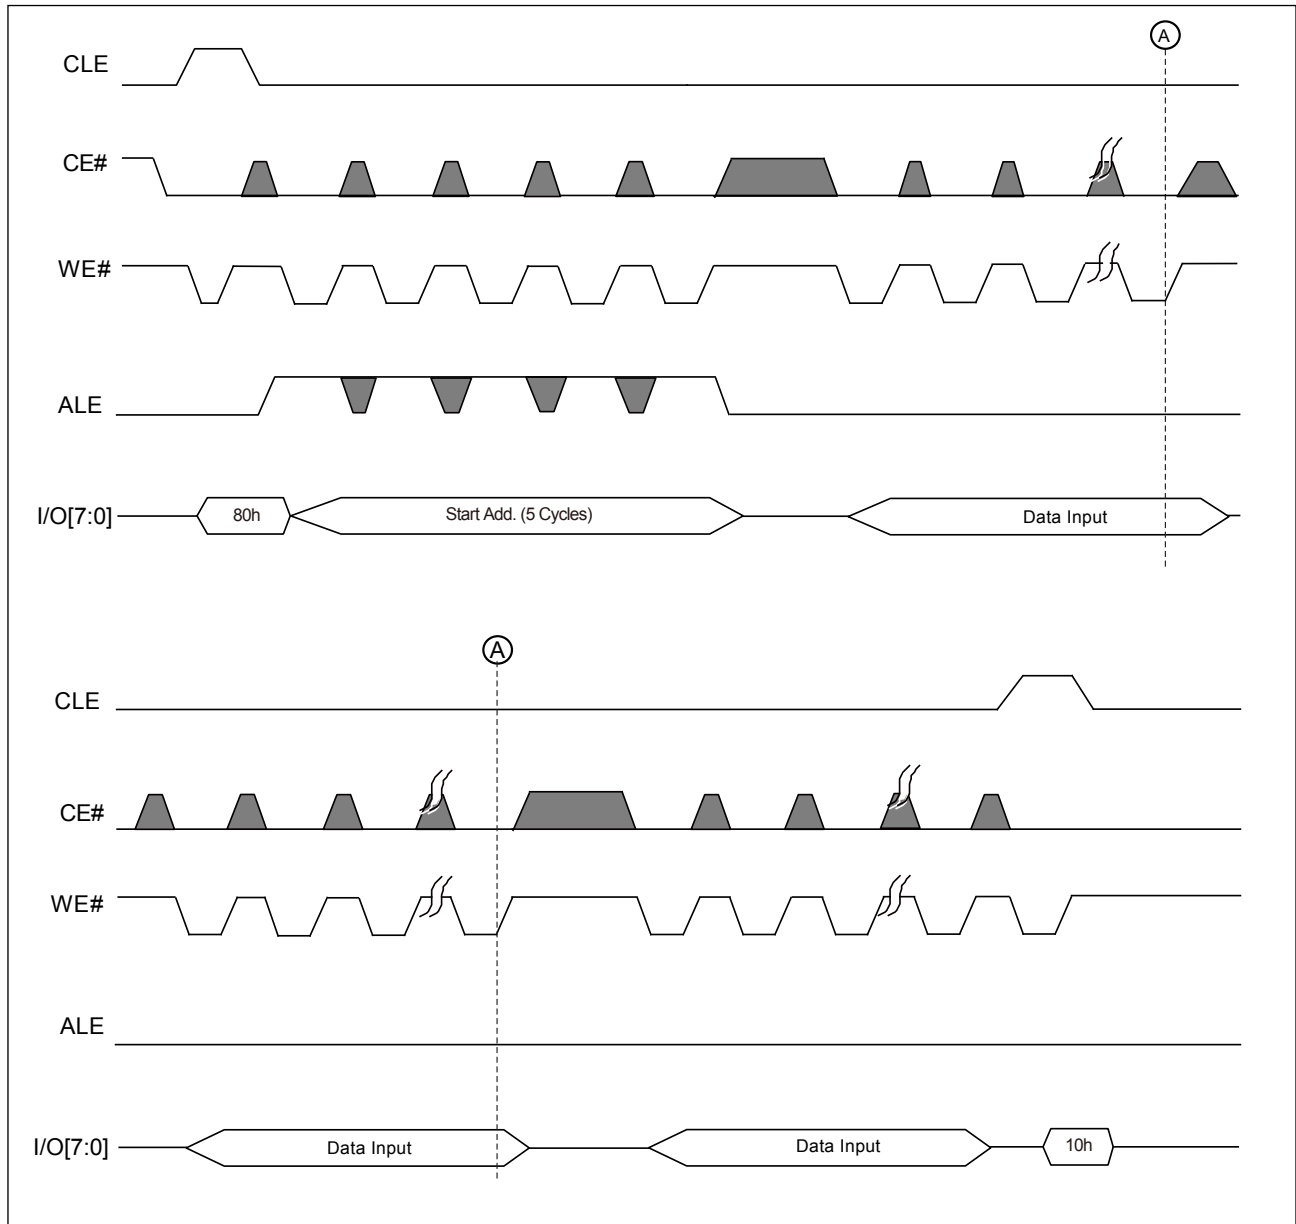 A
CLE
CE#
WE#
ALE
I/O[7:0] 80h Start Add. (5 Cycles) Data Input
A
CLE
CE#
WE#
ALE
I/O[7:0] Data Input Data Input 10h